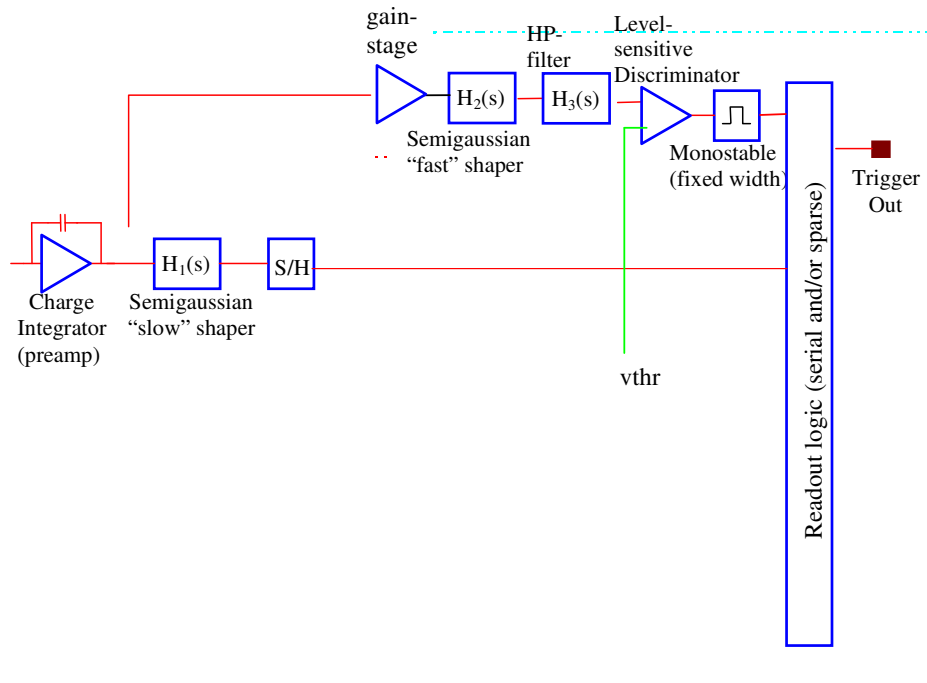 gain-
stage
HP-
filter
Level-
sensitive
Discriminator
H2(s)
H3(s)
Semigaussian
“fast” shaper
Monostable
(fixed width)
Trigger
Out
H1(s)
S/H
Charge
Integrator
(preamp)
Semigaussian
“slow” shaper
vthr
Readout logic (serial and/or sparse)